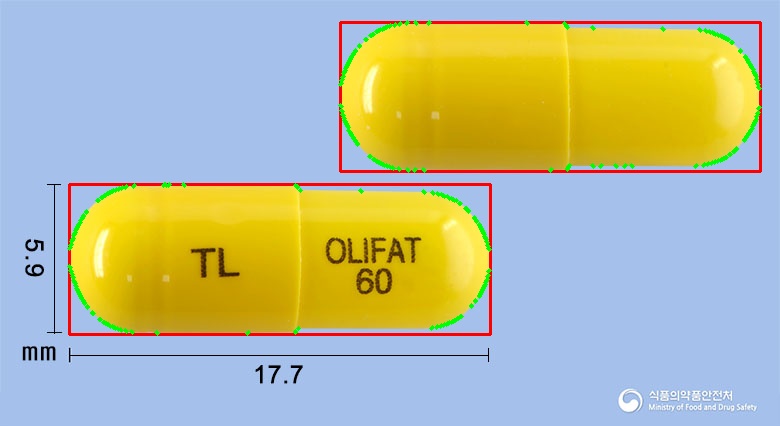 TL
OLIFAT
60
5.9
mm
17.7
식품의약품안전처
Ministry of Food and Drug Safety